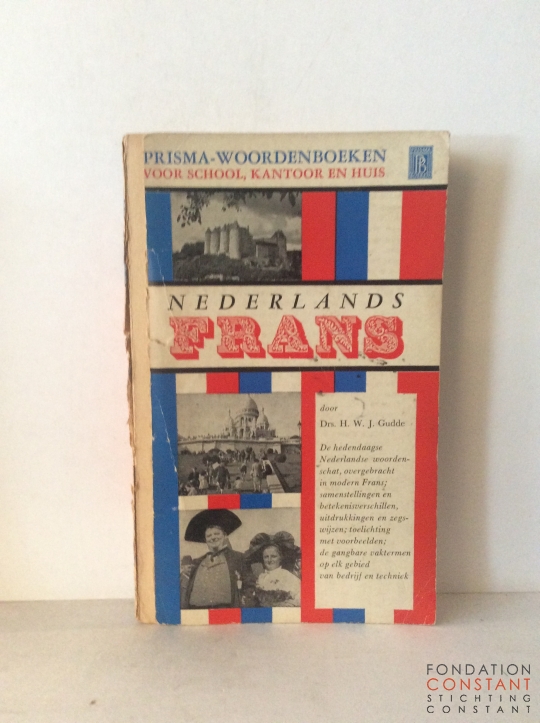 PRISMA-WOORDENBOEKEN
VOOR SCHOOL, KANTOOR EN HUIS
NEDERLANDS
FRANS
door
Drs. H. W. J. Gudde
De hedendaagse
Nederlandse woorden-
schat, overgebracht
in modern Frans;
samenstellingen en
betekenisverschillen,
uitdrukkingen en zegs-
wijzen; toelichting
met voorbeelden;
de gangbare vaktermen
op elk gebied
van bedrijf en techniek
FONDATION
CONSTANT
STICHTING
CONSTANT